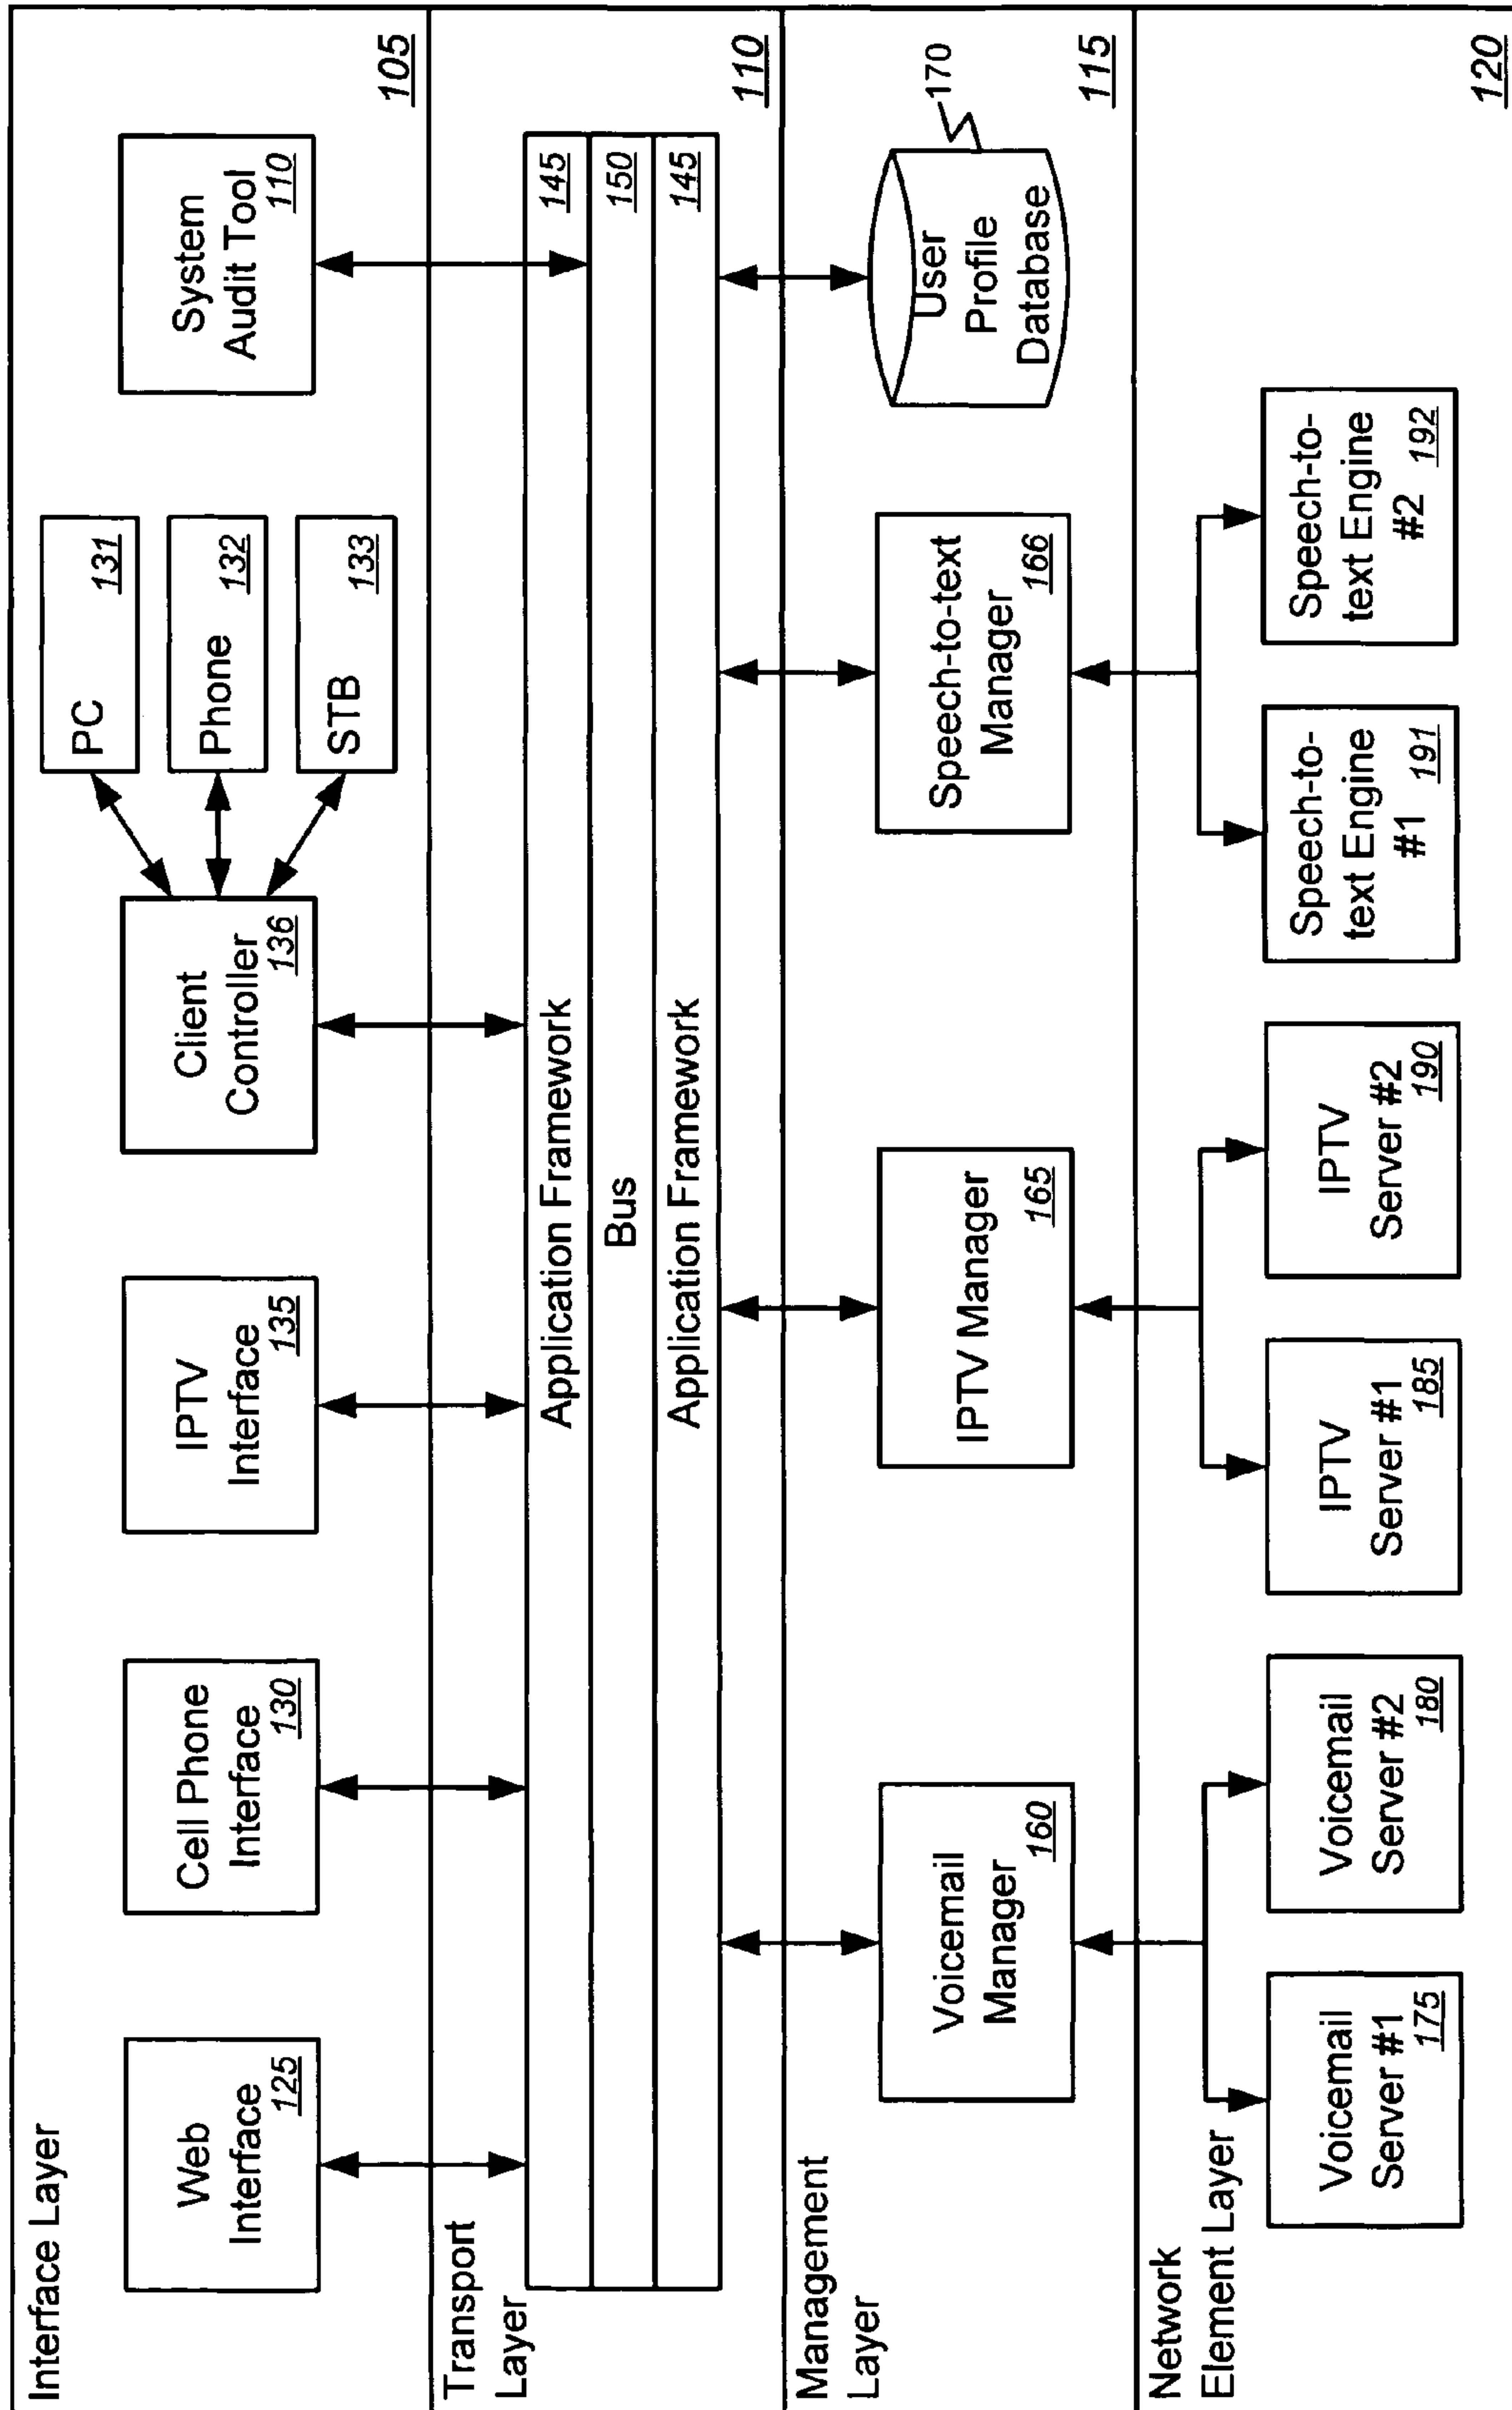 Interface Layer
Web
Interface
125
Cell Phone
Interface
130
IPTV
Interface
135
Client
Controller
136
PC
131
Phone
132
STB
133
System
Audit Tool
110
105
Transport
Layer
Application Framework
145
Bus
150
Application Framework
145
110
Management
Layer
Voicemail
Manager
160
IPTV Manager
165
Speech-to-text
Manager
166
User
Profile
Database
170
115
Network
Element Layer
Voicemail
Server #1
175
Voicemail
Server #2
180
IPTV
Server #1
185
IPTV
Server #2
190
Speech-to-
text Engine
#1
191
Speech-to-
text Engine
#2
192
120